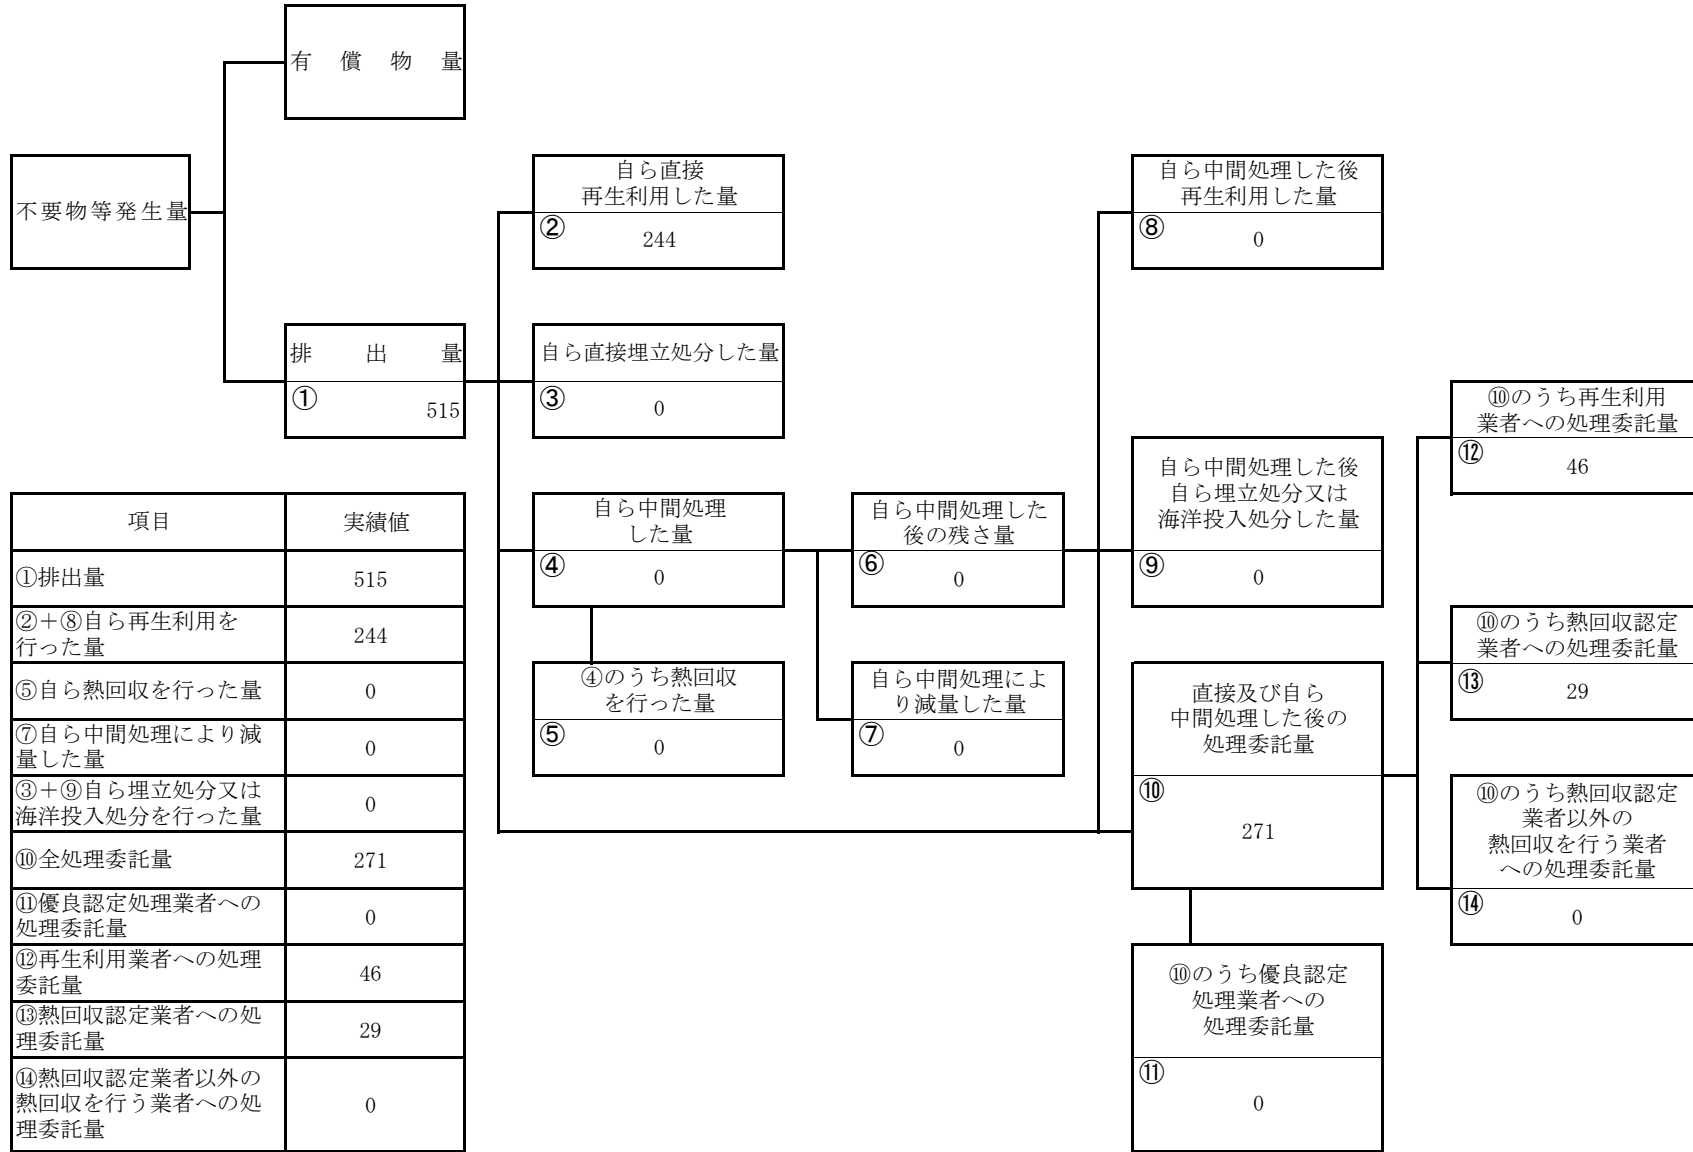 有償物量
不要物等発生量
排出量
①
515
自ら直接
再生利用した量
②
244
自ら直接埋立処分した量
③
0
自ら中間処理
した量
④
0
④のうち熱回収
を行った量
⑤
0
自ら中間処理した
後の残さ量
⑥
0
自ら中間処理によ
り減量した量
⑦
0
自ら中間処理した後
再生利用した量
⑧
0
自ら中間処理した後
自ら埋立処分又は
海洋投入処分した量
⑨
0
直接及び自ら
中間処理した後の
処理委託量
⑩
271
⑩のうち優良認定
処理業者への
処理委託量
⑪
0
⑩のうち再生利用
業者への処理委託量
⑫
46
⑩のうち熱回収認定
業者への処理委託量
⑬
29
⑩のうち熱回収認定
業者以外の
熱回収を行う業者
への処理委託量
⑭
0
項目 実績値
①排出量 515
②＋⑧自ら再生利用を
行った量 244
⑤自ら熱回収を行った量 0
⑦自ら中間処理により減
量した量 0
③＋⑨自ら埋立処分又は
海洋投入処分を行った量 0
⑩全処理委託量 271
⑪優良認定処理業者への
処理委託量 0
⑫再生利用業者への処理
委託量 46
⑬熱回収認定業者への処
理委託量 29
⑭熱回収認定業者以外の
熱回収を行う業者への処
理委託量 0